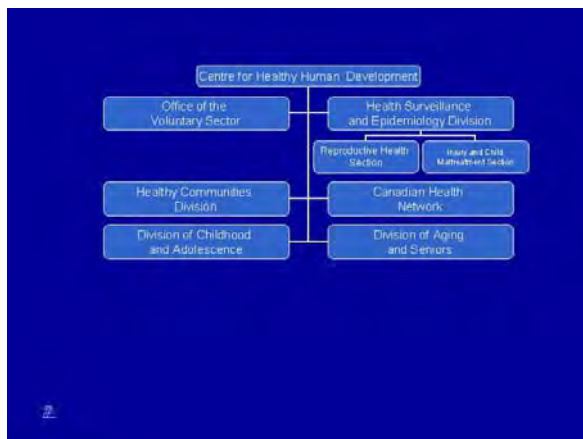 Centre for Healthy Human Development
Office of the
Voluntary Sector
Health Surveillance
and Epidemiology Division
Reproductive Health
Section
Injury and Child
Maltreatment Section
Healthy Communities
Division
Canadian Health
Network
Division of Childhood
and Adolescence
Division of Aging
and Seniors